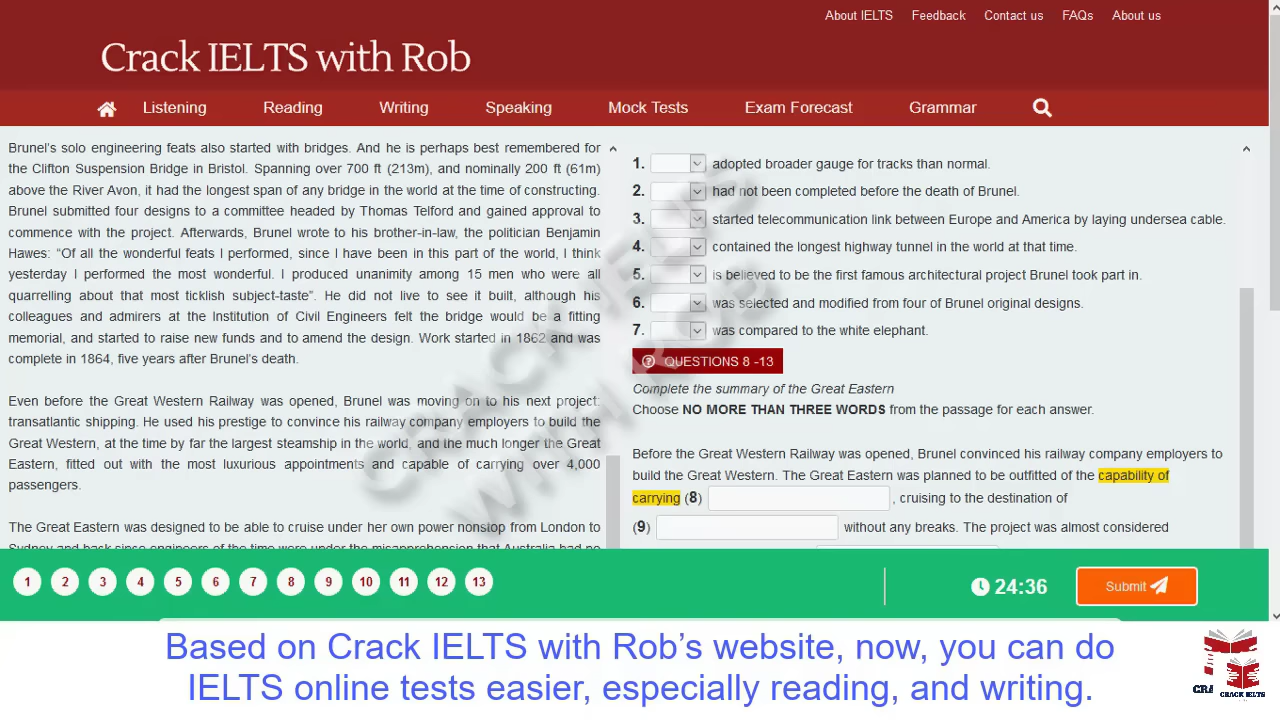 About IELTS Feedback Contact us FAQs About us
Crack IELTS with Rob
Listening Reading Writing Speaking Mock Tests Exam Forecast Grammar
Brunel's solo engineering feats also started with bridges. And he is perhaps best remembered for
the Clifton Suspension Bridge in Bristol. Spanning over 700 ft (213m), and nominally 200 ft (61m)
above the River Avon, it had the longest span of any bridge in the world at the time of constructing.
Brunel submitted four designs to a committee headed by Thomas Telford and gained approval to
commence with the project. Afterwards, Brunel wrote to his brother-in-law, the politician Benjamin
Hawes: “Of all the wonderful feats I performed, since I have been in this part of the world, I think
yesterday I performed the most wonderful. I produced unanimity among 15 men who were all
quarrelling about that most ticklish subject-taste”. He did not live to see it built, although his
colleagues and admirers at the Institution of Civil Engineers felt the bridge would be a fitting
memorial, and started to raise new funds and to amend the design. Work started in 1862 and was
complete in 1864, five years after Brunel's death.
Even before the Great Western Railway was opened, Brunel was moving on to his next project:
transatlantic shipping. He used his prestige to convince his railway company employers to build the
Great Western, at the time by far the largest steamship in the world, and the much longer the Great
Eastern, fitted out with the most luxurious appointments and capable of carrying over 4,000
passengers.
The Great Eastern was designed to be able to cruise under her own power nonstop from London to
Sydney and back since engineers of the time were under the misapprehension that Australia had no
1. adopted broader gauge for tracks than normal.
2. had not been completed before the death of Brunel.
3. started telecommunication link between Europe and America by laying undersea cable.
4. contained the longest highway tunnel in the world at that time.
5. is believed to be the first famous architectural project Brunel took part in.
6. was selected and modified from four of Brunel original designs.
7. was compared to the white elephant.
QUESTIONS 8 -13
Complete the summary of the Great Eastern
Choose NO MORE THAN THREE WORDS from the passage for each answer.
Before the Great Western Railway was opened, Brunel convinced his railway company employers to
build the Great Western. The Great Eastern was planned to be outfitted of the capability of
carrying (8) , cruising to the destination of
(9) without any breaks. The project was almost considered
CRACK IELTS
WITH ROB
1 2 3 4 5 6 7 8 9 10 11 12 13
24:36
Submit
Based on Crack IELTS with Rob's website, now, you can do
IELTS online tests easier, especially reading, and writing.
CRACK IELTS